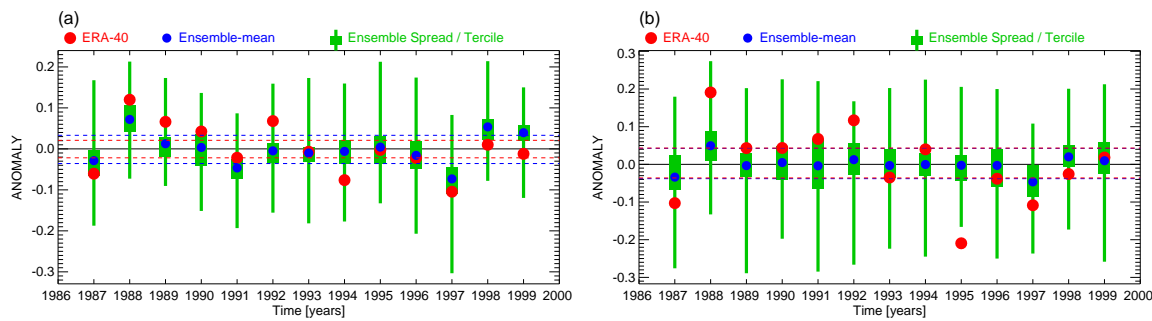 (a)
ERA-40 Ensemble-mean Ensemble Spread / Tercile
0.2
0.1
0.0
-0.1
-0.2
-0.3
ANOMALY
1986 1987 1988 1989 1990 1991 1992 1993 1994 1995 1996 1997 1998 1999 2000
Time [years]
(b)
ERA-40 Ensemble-mean Ensemble Spread / Tercile
0.3
0.2
0.1
0.0
-0.1
-0.2
-0.3
ANOMALY
1986 1987 1988 1989 1990 1991 1992 1993 1994 1995 1996 1997 1998 1999 2000
Time [years]